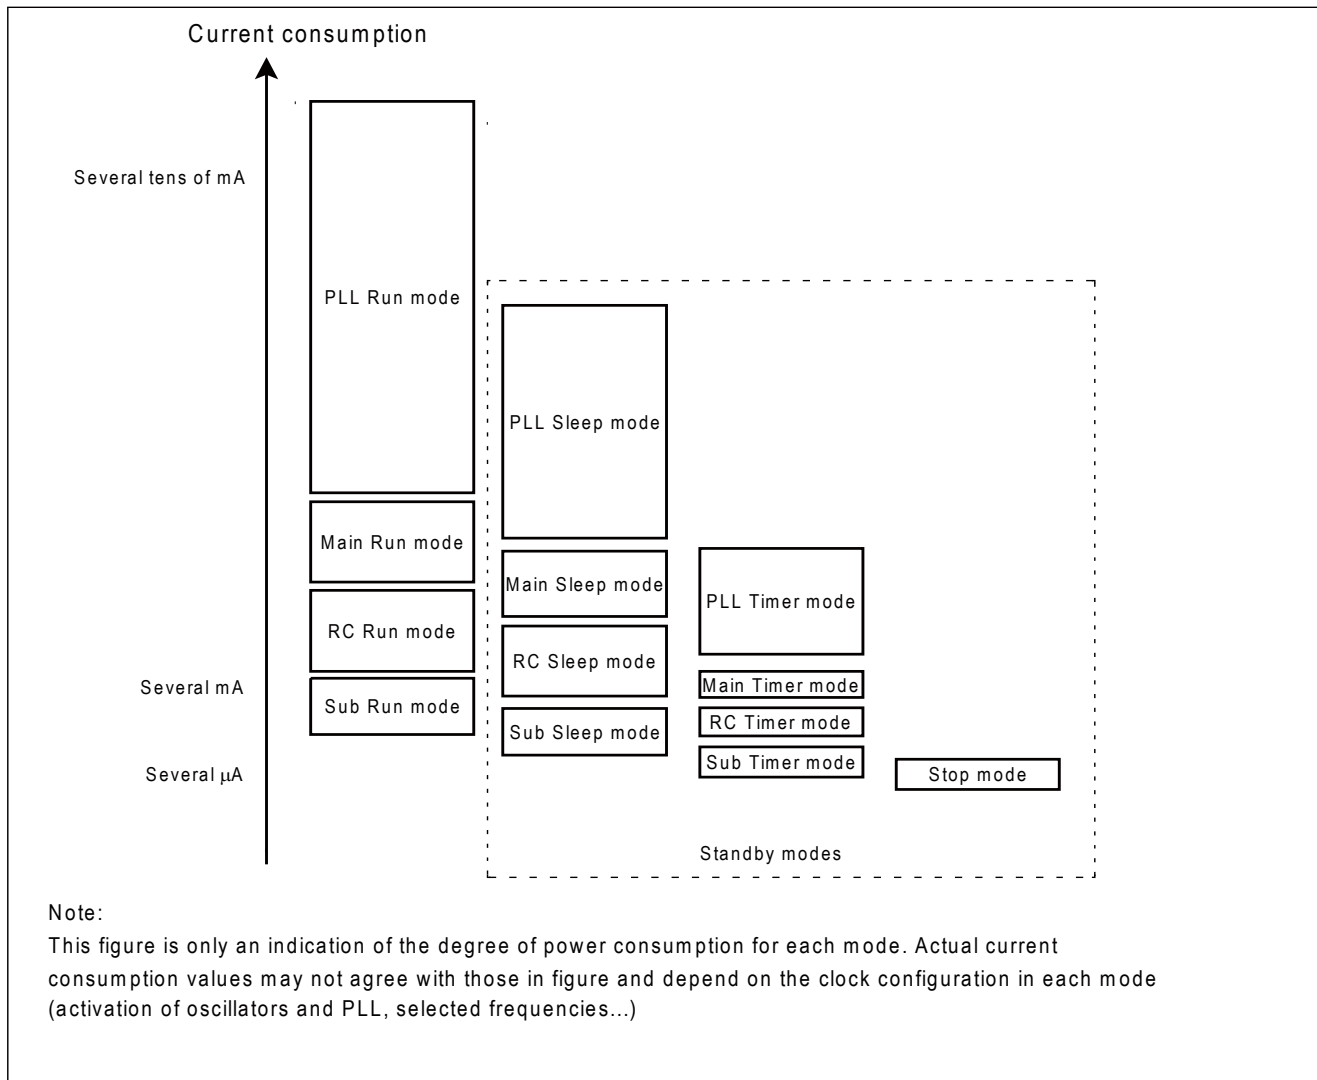 Current consumption
Several tens of mA
PLL Run mode
PLL Sleep mode
Main Run mode
Main Sleep mode
PLL Timer mode
RC Run mode
RC Sleep mode
Several mA
Main Timer mode
Sub Run mode
RC Timer mode
Sub Sleep mode
Sub Timer mode
Several µA
Stop mode
Standby modes
Note:
This figure is only an indication of the degree of power consumption for each mode. Actual current
consumption values may not agree with those in figure and depend on the clock configuration in each mode
(activation of oscillators and PLL, selected frequencies...)